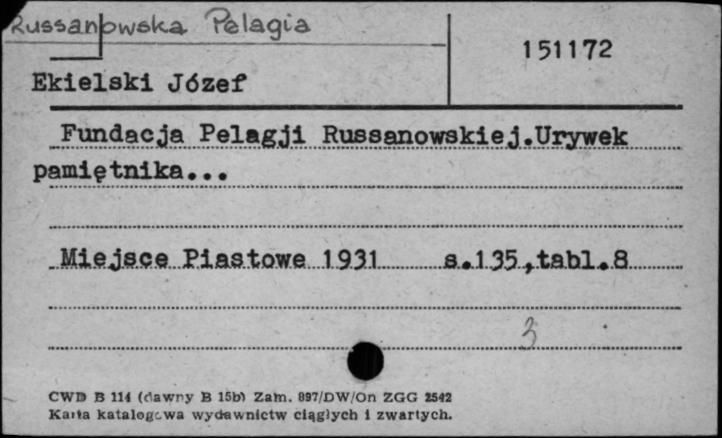 Russanowska Pelagia
151172
Ekielski Józef
Fundacja Pelagji Russanowskiej.Urywek
pamiętnika...
Miejsce Piastowe 1931 s.135,tabl.8
3
CWD B 114 (dawny B 15b) Zam. 897/DW/On ZGG 2542
Karta katalogowa wydawnictw ciągłych i zwartych.